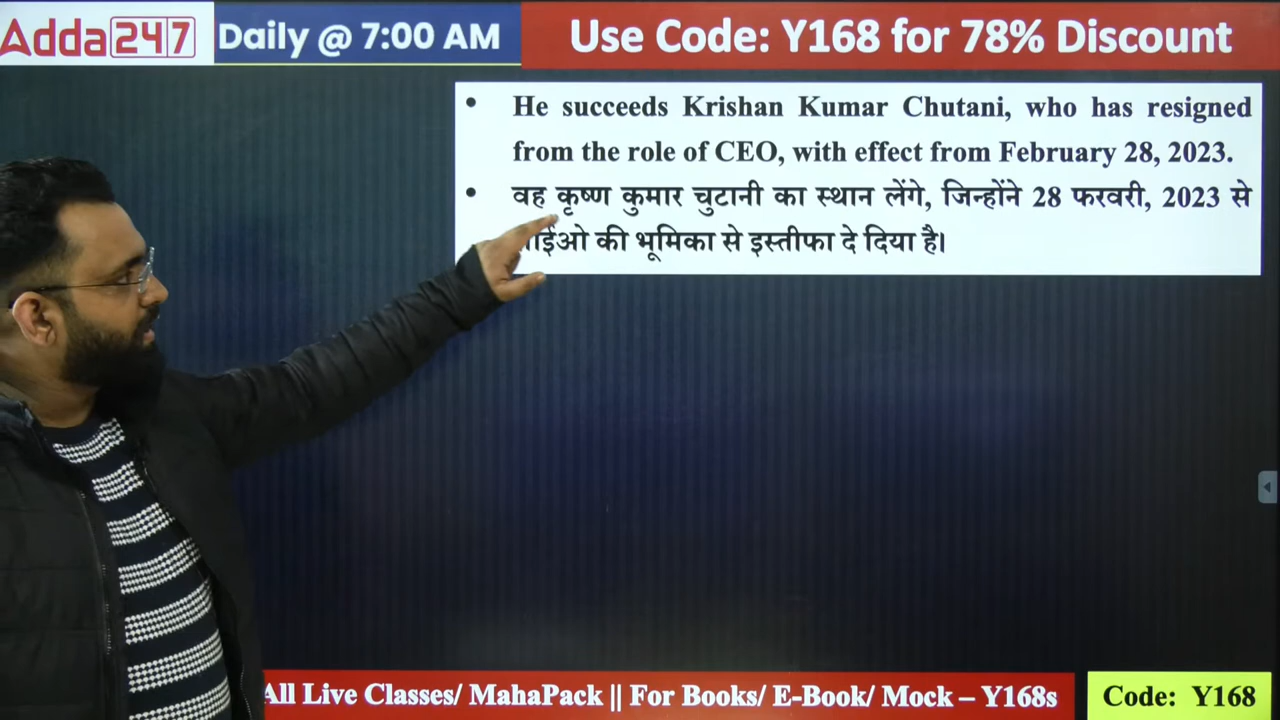 Adda247 Daily @ 7:00 AM Use Code: Y168 for 78% Discount
• He succeeds Krishan Kumar Chutani, who has resigned
from the role of CEO, with effect from February 28, 2023.
• वह कृष्ण कुमार चुटानी का स्थान लेंगे, जिन्होंने 28 फरवरी, 2023 से
की भूमिका से इस्तीफा दे दिया है।
All Live Classes/ MahaPack || For Books/ E-Book/ Mock – Y168s Code: Y168